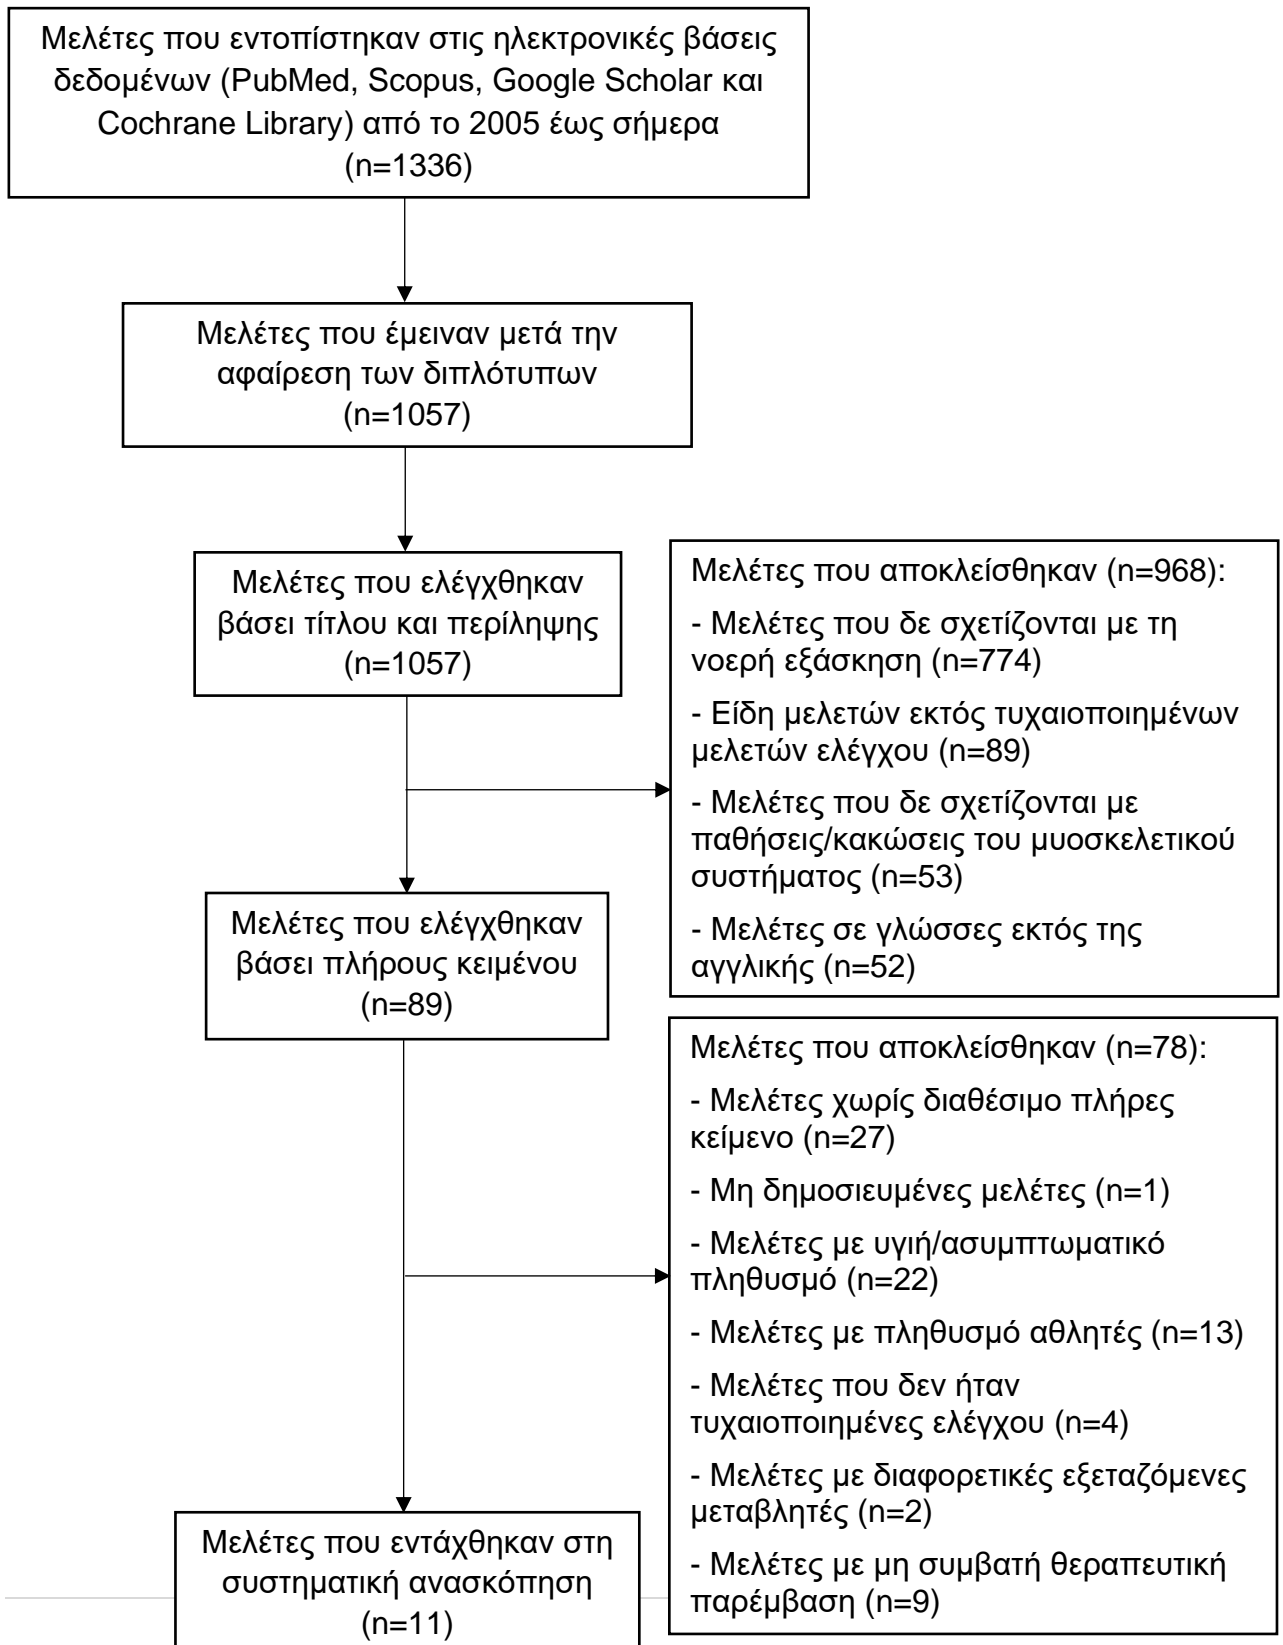 Μελέτες που εντοπίστηκαν στις ηλεκτρονικές βάσεις
δεδομένων (PubMed, Scopus, Google Scholar και
Cochrane Library) από το 2005 έως σήμερα
(n=1336)
Μελέτες που έμειναν μετά την
αφαίρεση των διπλότυπων
(n=1057)
Μελέτες που ελέγχθηκαν
βάσει τίτλου και περίληψης
(n=1057)
Μελέτες που αποκλείσθηκαν (n=968):
- Μελέτες που δε σχετίζονται με τη
νοερή εξάσκηση (n=774)
- Είδη μελετών εκτός τυχαιοποιημένων
μελετών ελέγχου (n=89)
- Μελέτες που δε σχετίζονται με
παθήσεις/κακώσεις του μυοσκελετικού
συστήματος (n=53)
- Μελέτες σε γλώσσες εκτός της
αγγλικής (n=52)
Μελέτες που ελέγχθηκαν
βάσει πλήρους κειμένου
(n=89)
Μελέτες που αποκλείσθηκαν (n=78):
- Μελέτες χωρίς διαθέσιμο πλήρες
κείμενο (n=27)
- Μη δημοσιευμένες μελέτες (n=1)
- Μελέτες με υγιή/ασυμπτωματικό
πληθυσμό (n=22)
- Μελέτες με πληθυσμό αθλητές (n=13)
- Μελέτες που δεν ήταν
τυχαιοποιημένες ελέγχου (n=4)
- Μελέτες με διαφορετικές εξεταζόμενες
μεταβλητές (n=2)
- Μελέτες με μη συμβατή θεραπευτική
παρέμβαση (n=9)
Μελέτες που εντάχθηκαν στη
συστηματική ανασκόπηση
(n=11)